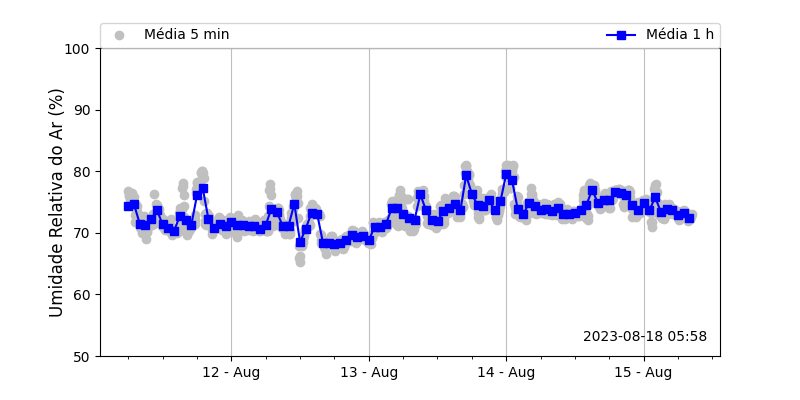 Média 5 min
Média 1 h
Umidade Relativa do Ar (%)
100
90
80
70
60
50
2023-08-18 05:58
12 - Aug
13 - Aug
14 - Aug
15 - Aug